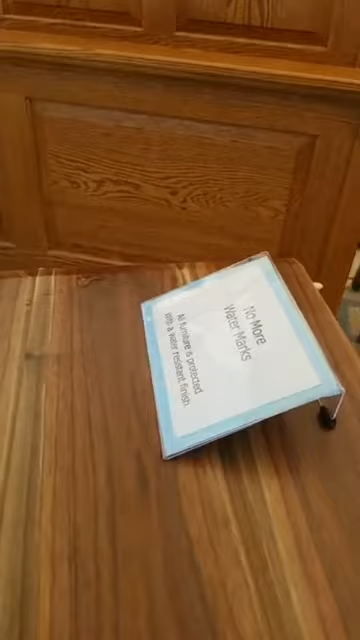 No More
Water Marks
All furniture is protected
With a water resistant finish.